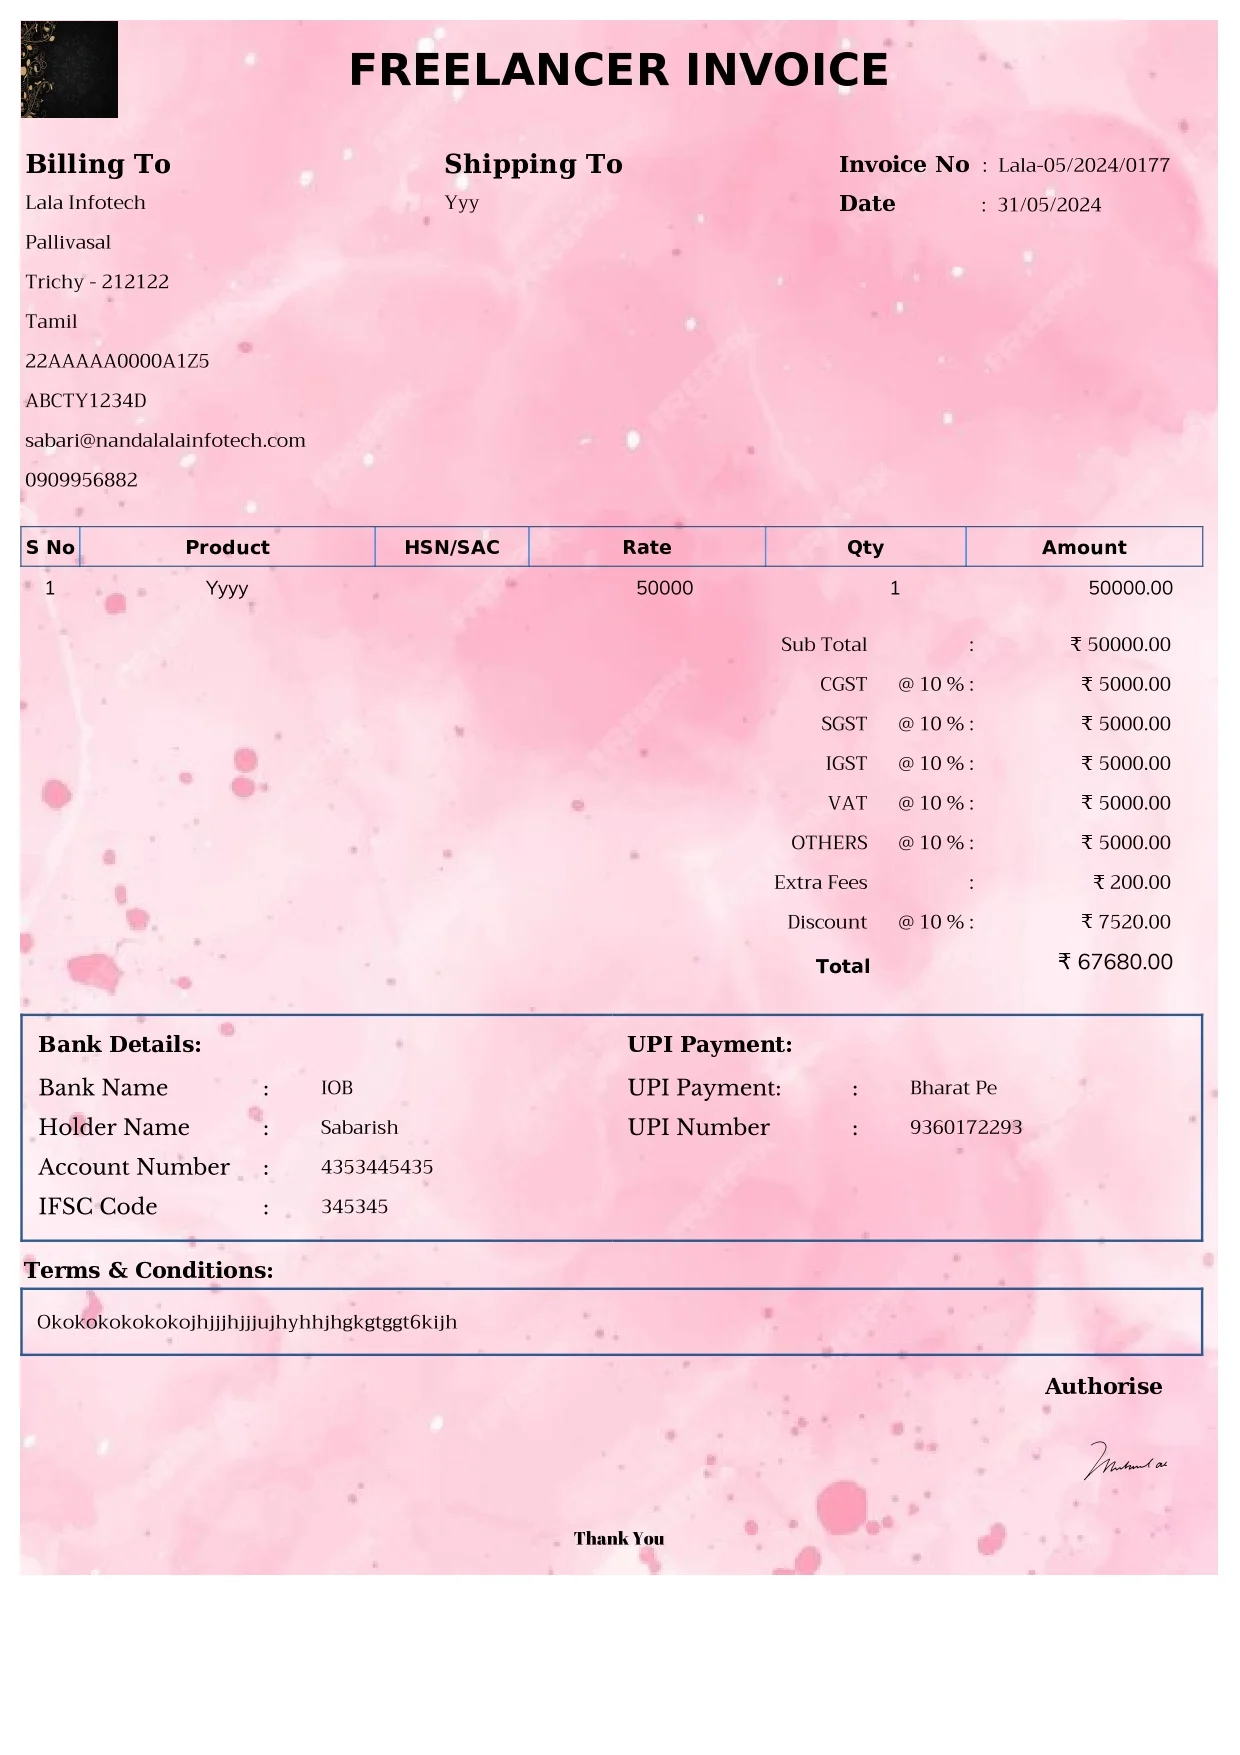 FREELANCER INVOICE
Billing To
Lala Infotech
Pallivasal
Trichy - 212122
Tamil
22AAAAA0000A1Z5
ABCTY1234D
sabari@nandalalainfotech.com
0909956882
Shipping To
Yyy
Invoice No : Lala-05/2024/0177
Date : 31/05/2024
S No Product HSN/SAC Rate Qty Amount
1 Yyyy 50000 1 50000.00
Sub Total : ₹ 50000.00
CGST @ 10 % : ₹ 5000.00
SGST @ 10 % : ₹ 5000.00
IGST @ 10 % : ₹ 5000.00
VAT @ 10 % : ₹ 5000.00
OTHERS @ 10 % : ₹ 5000.00
Extra Fees : ₹ 200.00
Discount @ 10 % : ₹ 7520.00
Total ₹ 67680.00
Bank Details:
Bank Name : IOB
Holder Name : Sabarish
Account Number : 4353445435
IFSC Code : 345345
UPI Payment:
UPI Payment: : Bharat Pe
UPI Number : 9360172293
Terms & Conditions:
Okokokokokokojhjjjhjjjujhyhhjhgkgtggt6kijh
Authorise
Thank You